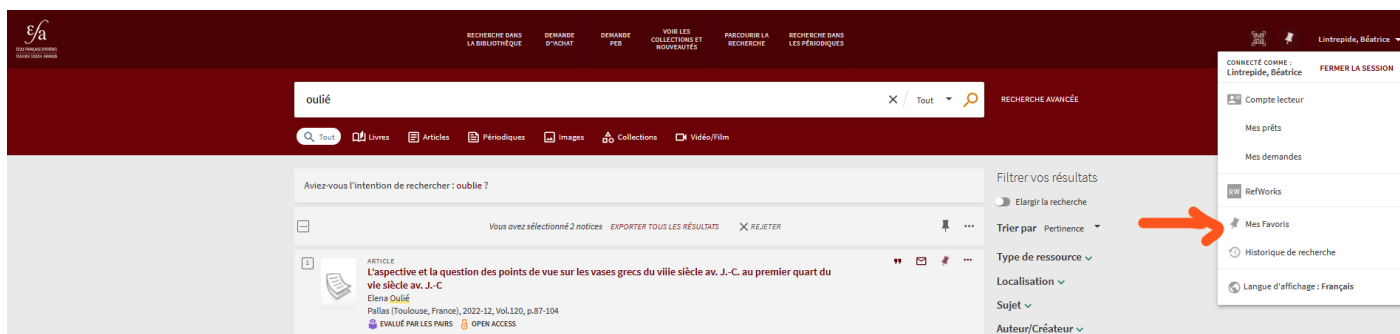 εfa
ÉCOLE FRANÇAISE D'ATHÈNES
ΓΑΛΛΙΚΗ ΣΧΟΛΗ ΑΘΗΝΩΝ
RECHERCHE DANS
LA BIBLIOTHÈQUE
DEMANDE
D"ACHAT
DEMANDE
PEB
VOIR LES
COLLECTIONS ET
NOUVEAUTÉS
PARCOURIR LA
RECHERCHE
RECHERCHE DANS
LES PÉRIODIQUES
Lintrepide, Béatrice
CONNECTÉ COMME :
Lintrepide, Béatrice
FERMER LA SESSION
Compte lecteur
Mes prêts
Mes demandes
RW RefWorks
Mes Favoris
Historique de recherche
Langue d'affichage : Français
oulié
Tout
RECHERCHE AVANCÉE
Tout
Livres
Articles
Périodiques
Images
Collections
Vidéo/Film
Aviez-vous l'intention de rechercher : oublie ?
Vous avez sélectionné 2 notices EXPORTER TOUS LES RÉSULTATS REJETER
1
ARTICLE
L'aspective et la question des points de vue sur les vases grecs du viiie siècle av. J.-C. au premier quart du
vie siècle av. J.-C
Elena Oulié
Pallas (Toulouse, France), 2022-12, Vol.120, p.87-104
EVALUÉ PAR LES PAIRS OPEN ACCESS
Filtrer vos résultats
Elargir la recherche
Trier par Pertinence
Type de ressource
Localisation
Sujet
Auteur/Créateur